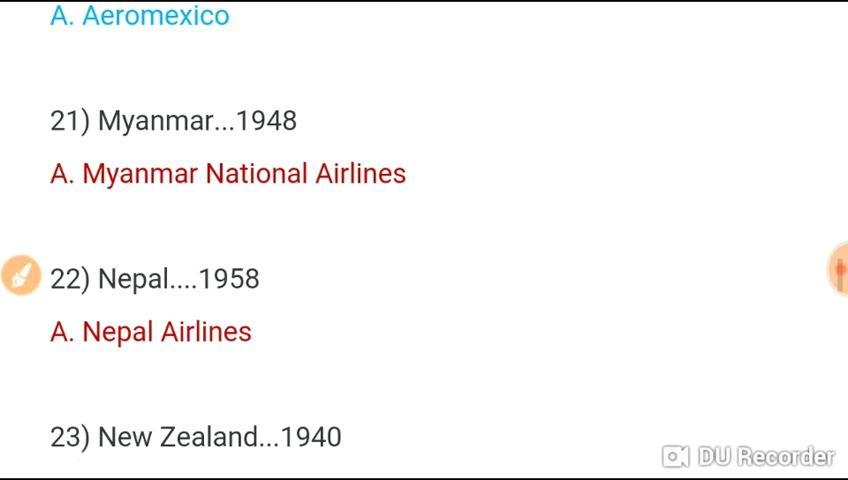 A. Aeromexico
21) Myanmar...1948
A. Myanmar National Airlines
22) Nepal....1958
A. Nepal Airlines
23) New Zealand...1940
DU Recorder